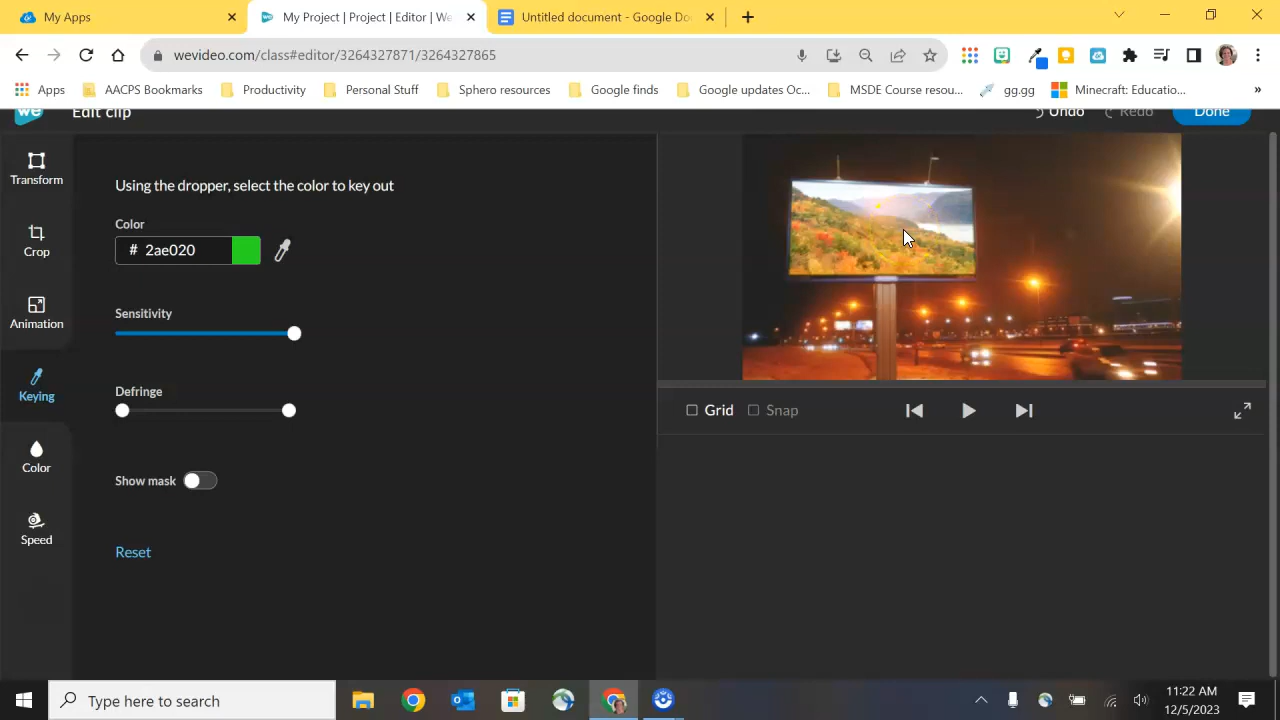 My Apps
My Project | Project | Editor | We
Untitled document - Google Do
wevideo.com/class#editor/3264327871/3264327865
Apps
AACPS Bookmarks
Productivity
Personal Stuff
Sphero resources
Google finds
Google updates Oc...
MSDE Course resou...
gg.gg
Minecraft: Educatio...
»
we
Edit clip
Undo
Redo
Done
Transform
Crop
Animation
Keying
Color
Speed
Using the dropper, select the color to key out
Color
# 2ae020
Sensitivity
Defringe
Show mask
Reset
Grid
Snap
Type here to search
11:22 AM
12/5/2023